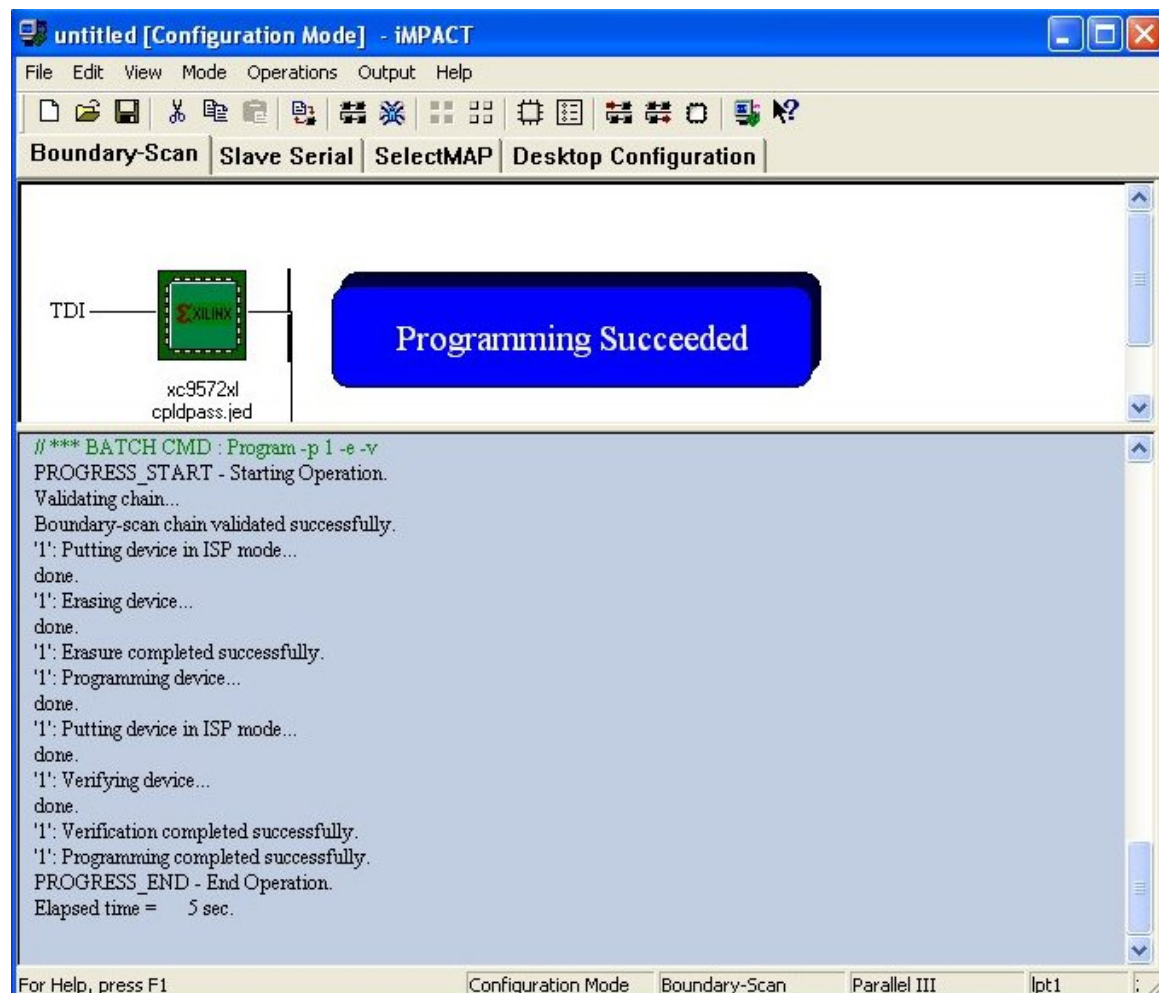 untitled [Configuration Mode] - iMPACT
File Edit View Mode Operations Output Help
Boundary-Scan Slave Serial SelectMAP Desktop Configuration
TDI
XILINX
Programming Succeeded
xc9572xl
cpldpass.jed
// *** BATCH CMD : Program -p 1 -e -v
PROGRESS_START - Starting Operation.
Validating chain...
Boundary-scan chain validated successfully.
'1': Putting device in ISP mode...
done.
'1': Erasing device...
done.
'1': Erasure completed successfully.
'1': Programming device...
done.
'1': Putting device in ISP mode...
done.
'1': Verifying device...
done.
'1': Verification completed successfully.
'1': Programming completed successfully.
PROGRESS_END - End Operation.
Elapsed time = 5 sec.
For Help, press F1 Configuration Mode Boundary-Scan Parallel III lpt1